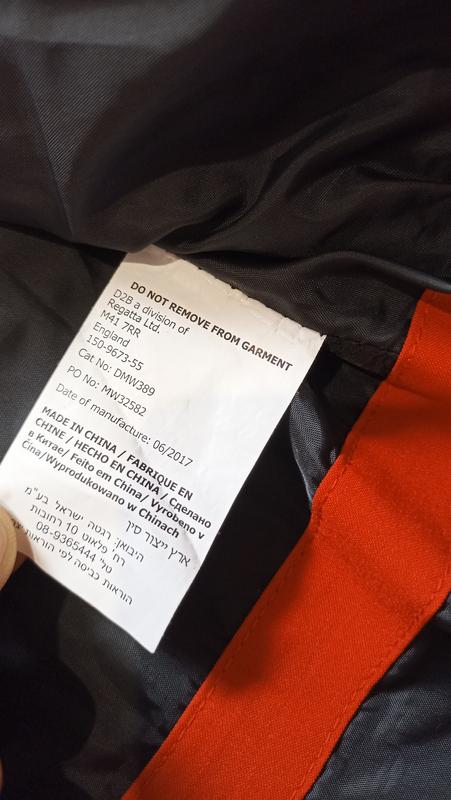 DO NOT REMOVE FROM GARMENT
D2B a division of
Regatta Ltd.
M41 7RR
England
150-9673-55
Cat No: DMW389
PO No: MW32582
Date of manufacture: 06/2017
MADE IN CHINA / FABRIQUE EN
CHINE / HECHO EN CHINA / Сделано
в Китае/ Feito em China/ Vyrobeno v
Čína/Wyprodukowano w Chinach
ארץ ייצור סין
היבואן: רגטה ישראל בע"מ
רח' פלאוט 10 רחובות
טל' 08-9365444
הוראות כביסה לפי הוראות